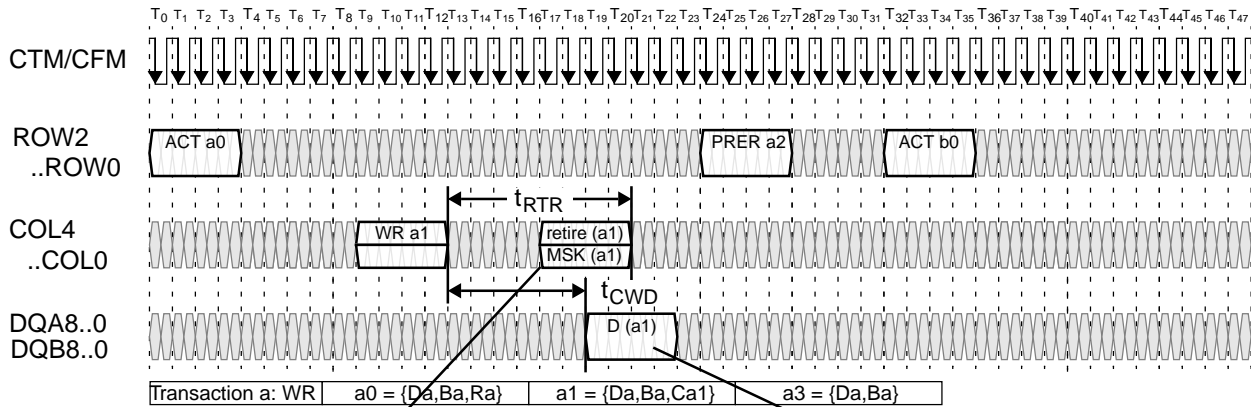 T0 T1 T2 T3 T4 T5 T6 T7 T8 T9 T10 T11 T12 T13 T14 T15 T16 T17 T18 T19 T20 T21 T22 T23 T24 T25 T26 T27 T28 T29 T30 T31 T32 T33 T34 T35 T36 T37 T38 T39 T40 T41 T42 T43 T44 T45 T46 T47
CTM/CFM
ROW2
..ROW0
ACT a0 PRER a2 ACT b0
tRTR
COL4
..COL0
WR a1 retire (a1)
MSK (a1)
tCWD
DQA8..0
DQB8..0
D (a1)
Transaction a: WR a0 = {Da,Ba,Ra} a1 = {Da,Ba,Ca1} a3 = {Da,Ba}